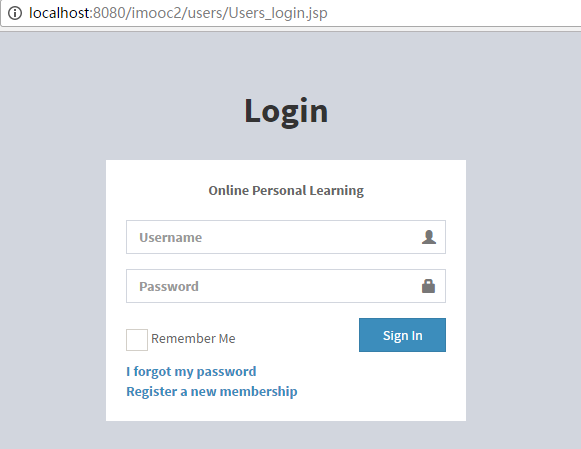 localhost:8080/imooc2/users/Users_login.jsp
Login
Online Personal Learning
Username
Password
Remember Me
Sign In
I forgot my password
Register a new membership